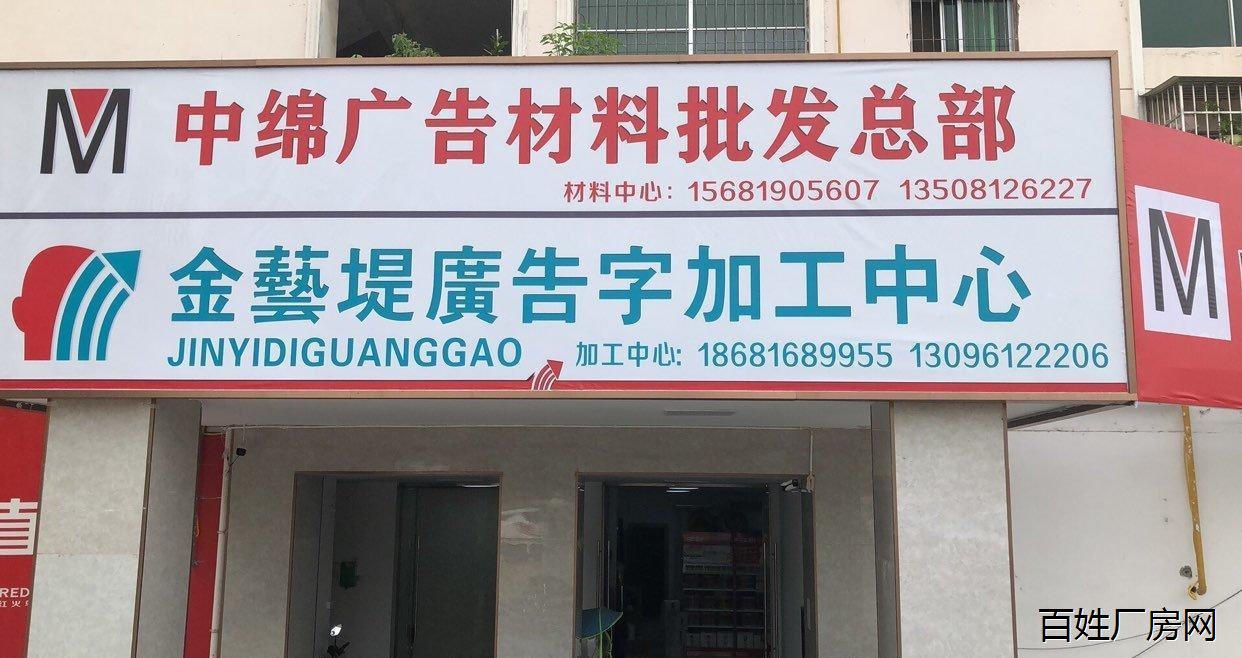 M 中绵广告材料批发总部
材料中心: 15681905607 13508126227
金藝堤廣告字加工中心
JINYIDIGUANGGAO 加工中心: 18681689955 13096122206
M
RED
百姓厂房网